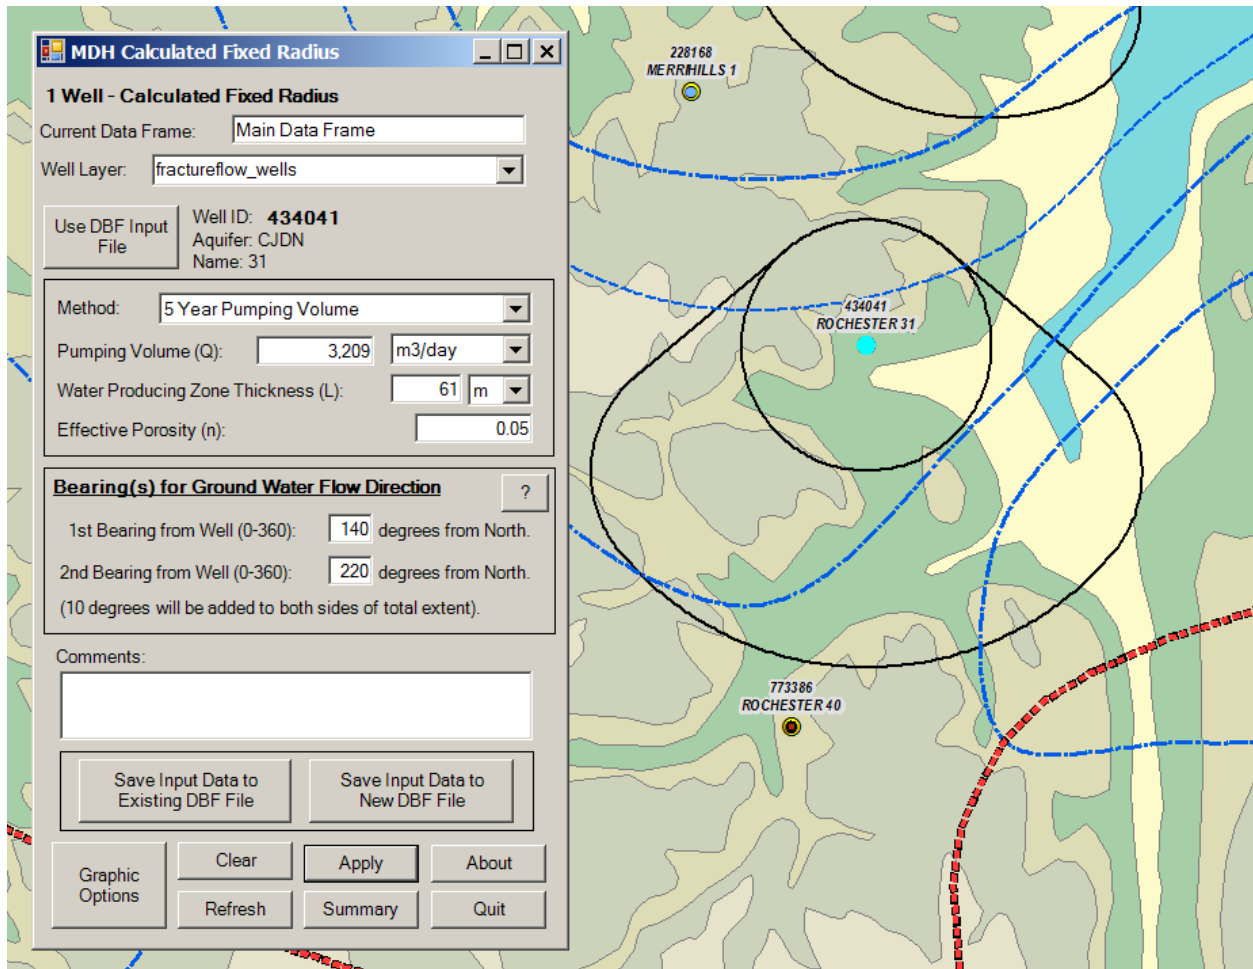 MDH Calculated Fixed Radius
1 Well - Calculated Fixed Radius
Current Data Frame: Main Data Frame
Well Layer: fractureflow_wells
Use DBF Input
File
Well ID: 434041
Aquifer: CJDN
Name: 31
Method: 5 Year Pumping Volume
Pumping Volume (Q): 3,209 m3/day
Water Producing Zone Thickness (L): 61 m
Effective Porosity (n): 0.05
Bearing(s) for Ground Water Flow Direction ?
1st Bearing from Well (0-360): 140 degrees from North.
2nd Bearing from Well (0-360): 220 degrees from North.
(10 degrees will be added to both sides of total extent).
Comments:
Save Input Data to
Existing DBF File
Save Input Data to
New DBF File
Graphic
Options
Clear Apply About
Refresh Summary Quit
228168
MERRIHILLS 1
434041
ROCHESTER 31
773386
ROCHESTER 40